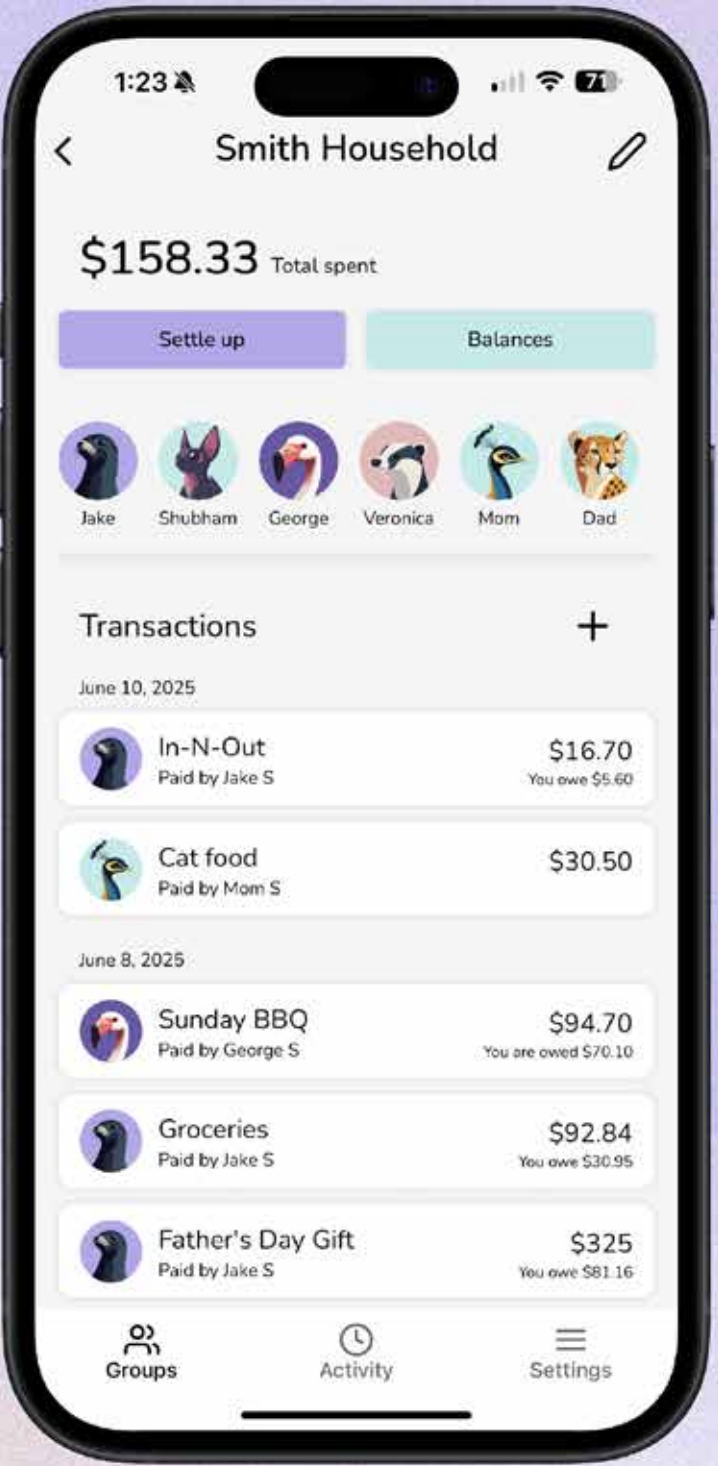 1:23
71
Smith Household
$158.33 Total spent
Settle up
Balances
Jake
Shubham
George
Veronica
Mom
Dad
Transactions
June 10, 2025
In-N-Out
$16.70
Paid by Jake S
You owe $5.60
Cat food
$30.50
Paid by Mom S
June 8, 2025
Sunday BBQ
$94.70
Paid by George S
You are owed $70.10
Groceries
$92.84
Paid by Jake S
You owe $30.95
Father's Day Gift
$325
Paid by Jake S
You owe $81.16
Groups
Activity
Settings